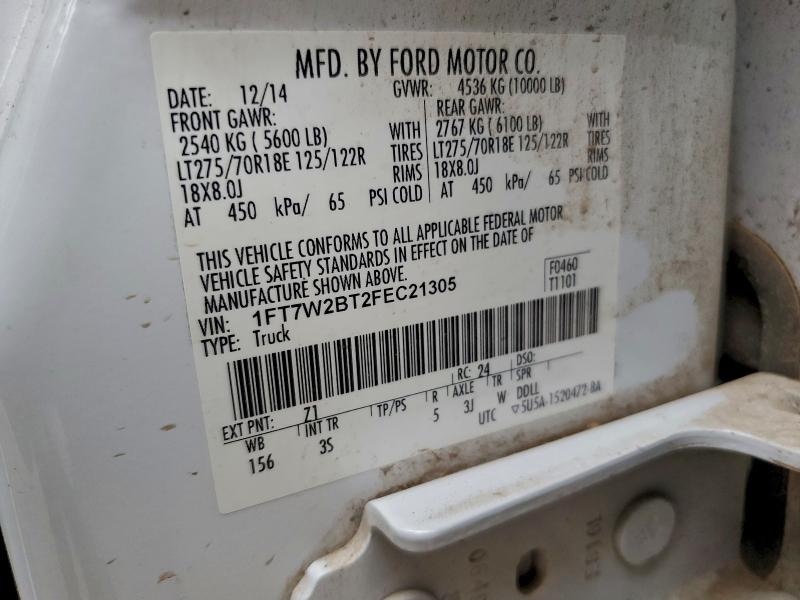 MFD. BY FORD MOTOR CO.
DATE: 12/14 GVWR: 4536 KG (10000 LB)
FRONT GAWR: REAR GAWR:
2540 KG ( 5600 LB) WITH 2767 KG ( 6100 LB) WITH
LT275/70R18E 125/122R TIRES LT275/70R18E 125/122R TIRES
18X8.0J RIMS 18X8.0J RIMS
AT 450 kPa/ 65 PSI COLD AT 450 kPa/ 65 PSI COLD
THIS VEHICLE CONFORMS TO ALL APPLICABLE FEDERAL MOTOR
VEHICLE SAFETY STANDARDS IN EFFECT ON THE DATE OF
MANUFACTURE SHOWN ABOVE.
F0460
VIN: 1FT7W2BT2FEC21305 T1101
TYPE: Truck
EXT PNT: Z1 RC: 24 DSO:
WB INT TR TP/PS R AXLE TR SPR
156 3S 5 3J W DDLL
UTC ▽5U5A-1520472-BA